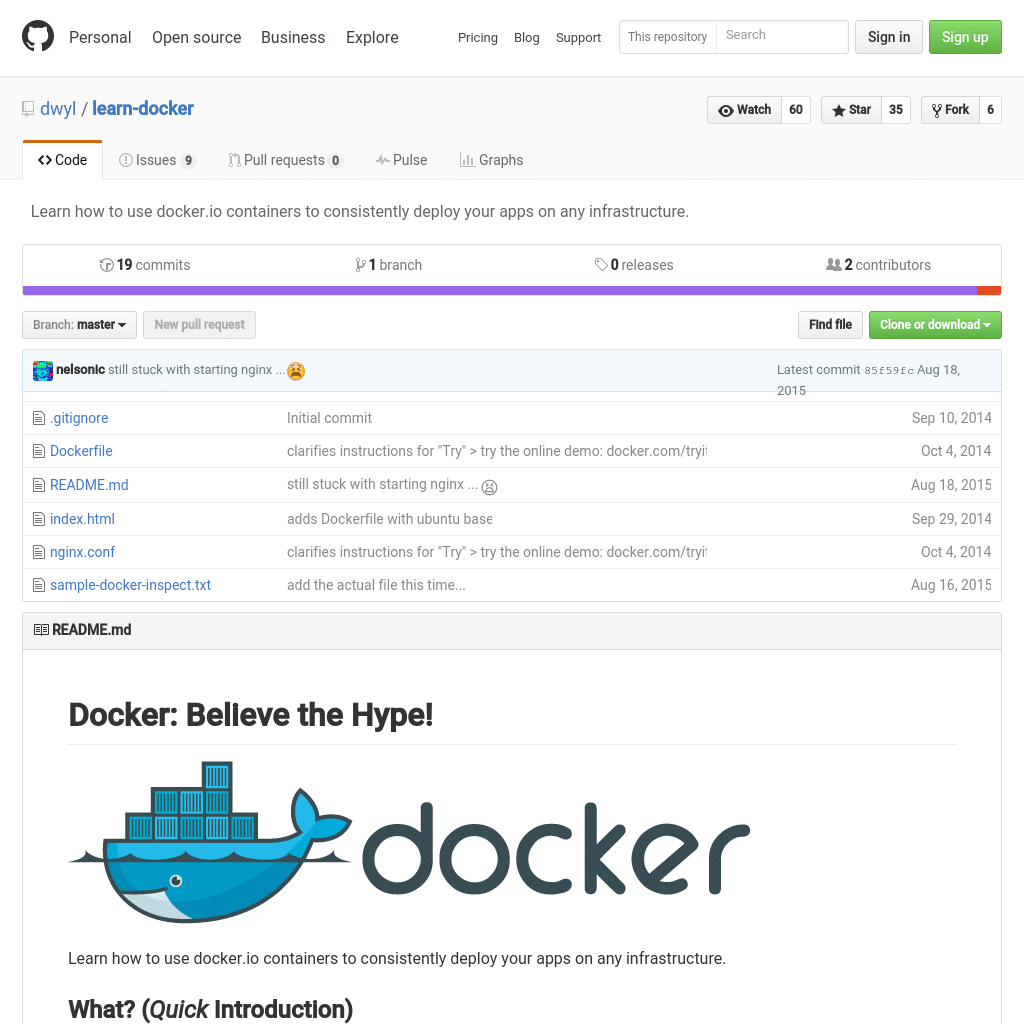 Personal Open source Business Explore Pricing Blog Support This repository Search Sign in Sign up
dwyl / learn-docker Watch 60 Star 35 Fork 6
Code Issues 9 Pull requests 0 Pulse Graphs
Learn how to use docker.io containers to consistently deploy your apps on any infrastructure.
19 commits 1 branch 0 releases 2 contributors
Branch: master New pull request Find file Clone or download
nelsonic still stuck with starting nginx ... Latest commit 85f59fc Aug 18,
2015
.gitignore Initial commit Sep 10, 2014
Dockerfile clarifies instructions for "Try" > try the online demo: docker.com/tryit Oct 4, 2014
README.md still stuck with starting nginx ... Aug 18, 2015
index.html adds Dockerfile with ubuntu base Sep 29, 2014
nginx.conf clarifies instructions for "Try" > try the online demo: docker.com/tryit Oct 4, 2014
sample-docker-inspect.txt add the actual file this time... Aug 16, 2015
README.md
Docker: Believe the Hype!
docker
Learn how to use docker.io containers to consistently deploy your apps on any infrastructure.
What? (Quick Introduction)